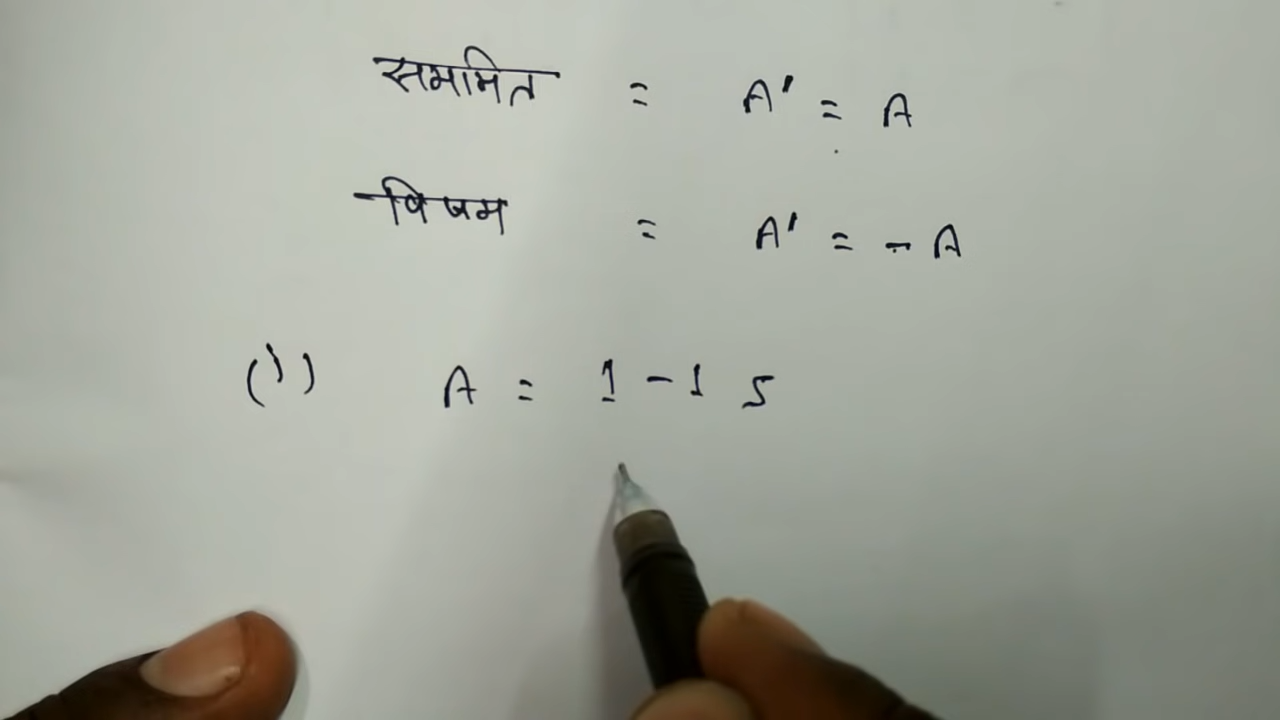 सममित = A' = A
विषम = A' = - A
(i) A = 1 -1 5